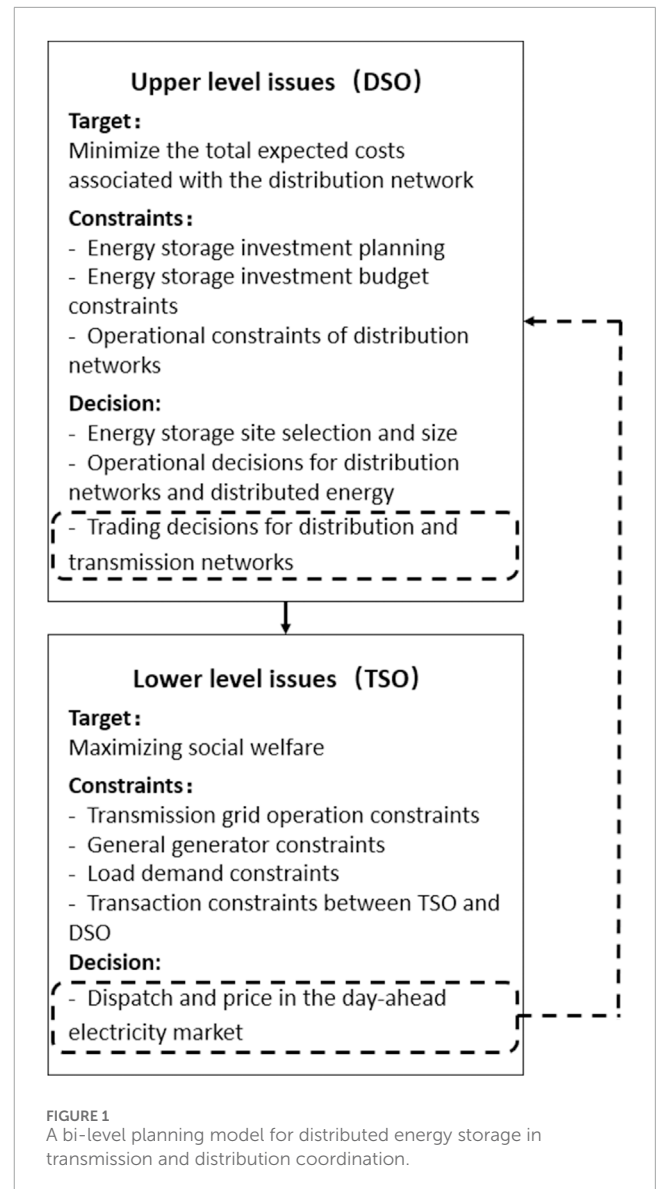 Upper level issues（DSO）
Target：
Minimize the total expected costs
associated with the distribution network
Constraints：
- Energy storage investment planning
- Energy storage investment budget
constraints
- Operational constraints of distribution
networks
Decision:
- Energy storage site selection and size
- Operational decisions for distribution
networks and distributed energy
- Trading decisions for distribution and
transmission networks
Lower level issues（TSO）
Target：
Maximizing social welfare
Constraints：
- Transmission grid operation constraints
- General generator constraints
- Load demand constraints
- Transaction constraints between TSO and
DSO
Decision:
- Dispatch and price in the day-ahead
electricity market
FIGURE 1
A bi-level planning model for distributed energy storage in
transmission and distribution coordination.